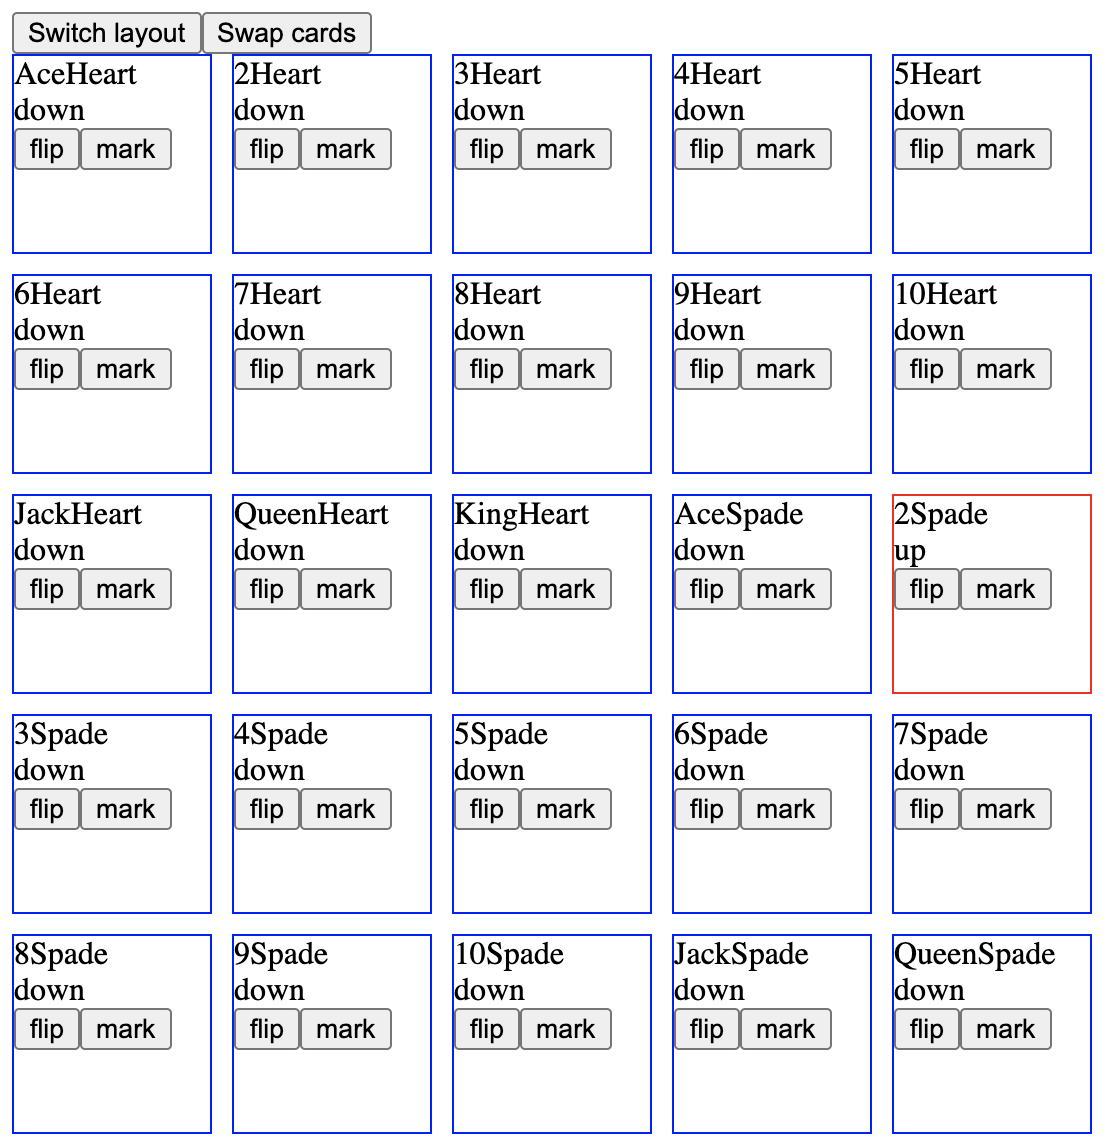 Switch layout Swap cards
AceHeart 2Heart 3Heart 4Heart 5Heart
down down down down down
flip mark flip mark flip mark flip mark flip mark
6Heart 7Heart 8Heart 9Heart 10Heart
down down down down down
flip mark flip mark flip mark flip mark flip mark
JackHeart QueenHeart KingHeart AceSpade 2Spade
down down down down up
flip mark flip mark flip mark flip mark flip mark
3Spade 4Spade 5Spade 6Spade 7Spade
down down down down down
flip mark flip mark flip mark flip mark flip mark
8Spade 9Spade 10Spade JackSpade QueenSpade
down down down down down
flip mark flip mark flip mark flip mark flip mark